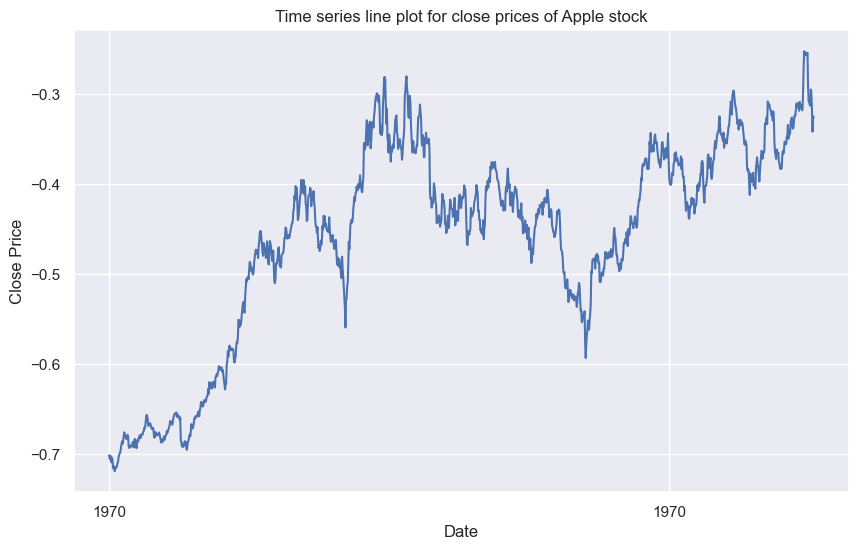 Time series line plot for close prices of Apple stock
Close Price
−0.3
−0.4
−0.5
−0.6
−0.7
1970 1970
Date